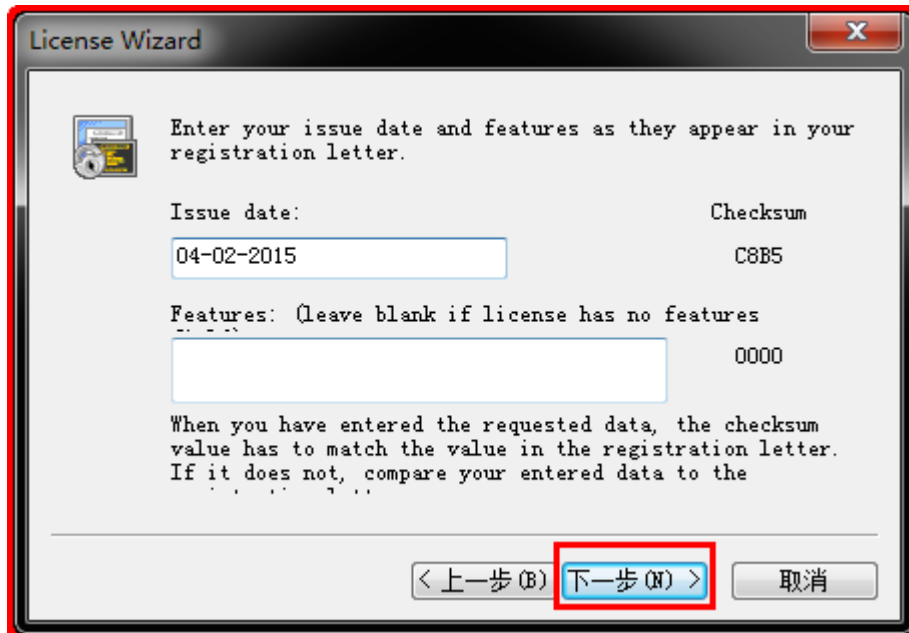 License Wizard
Enter your issue date and features as they appear in your
registration letter.
Issue date:
Checksum
04-02-2015
C8B5
Features: (leave blank if license has no features
0000
When you have entered the requested data, the checksum
value has to match the value in the registration letter.
If it does not, compare your entered data to the
< 上一步(B)
下一步(N) >
取消